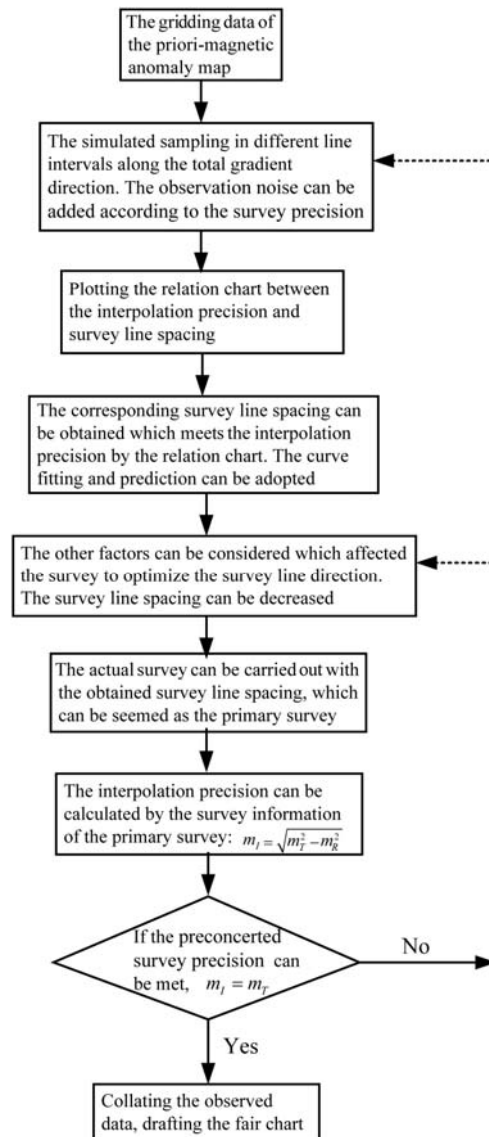 The gridding data of
the priori-magnetic
anomaly map
The simulated sampling in different line
intervals along the total gradient
direction. The observation noise can be
added according to the survey precision
Plotting the relation chart between
the interpolation precision and
survey line spacing
The corresponding survey line spacing can
be obtained which meets the interpolation
precision by the relation chart. The curve
fitting and prediction can be adopted
The other factors can be considered which affected
the survey to optimize the survey line direction.
The survey line spacing can be decreased
The actual survey can be carried out with
the obtained survey line spacing, which
can be seemed as the primary survey
The interpolation precision can be
calculated by the survey information
of the primary survey: $m_I = \sqrt{m_T^2 - m_R^2}$
If the preconcerted
survey precision can
be met, $m_I = m_T$
No
Yes
Collating the observed
data, drafting the fair chart